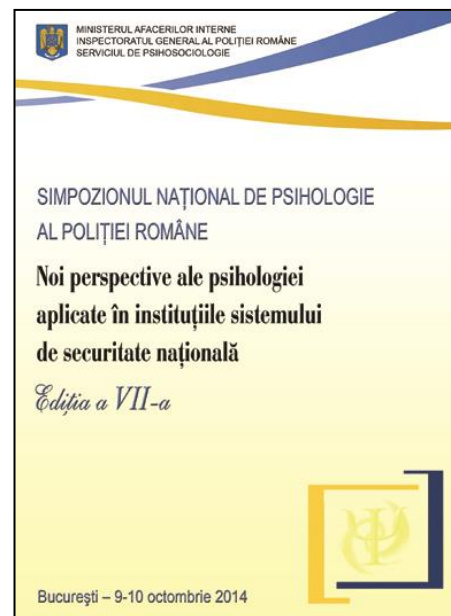 MINISTERUL AFACERILOR INTERNE
INSPECTORATUL GENERAL AL POLIȚIEI ROMÂNE
SERVICIUL DE PSIHOSOCIOLOGIE
SIMPOZIONUL NAȚIONAL DE PSIHOLOGIE
AL POLIȚIEI ROMÂNE
Noi perspective ale psihologiei
aplicate în instituțiile sistemului
de securitate națională
Ediția a VII-a
București – 9-10 octombrie 2014